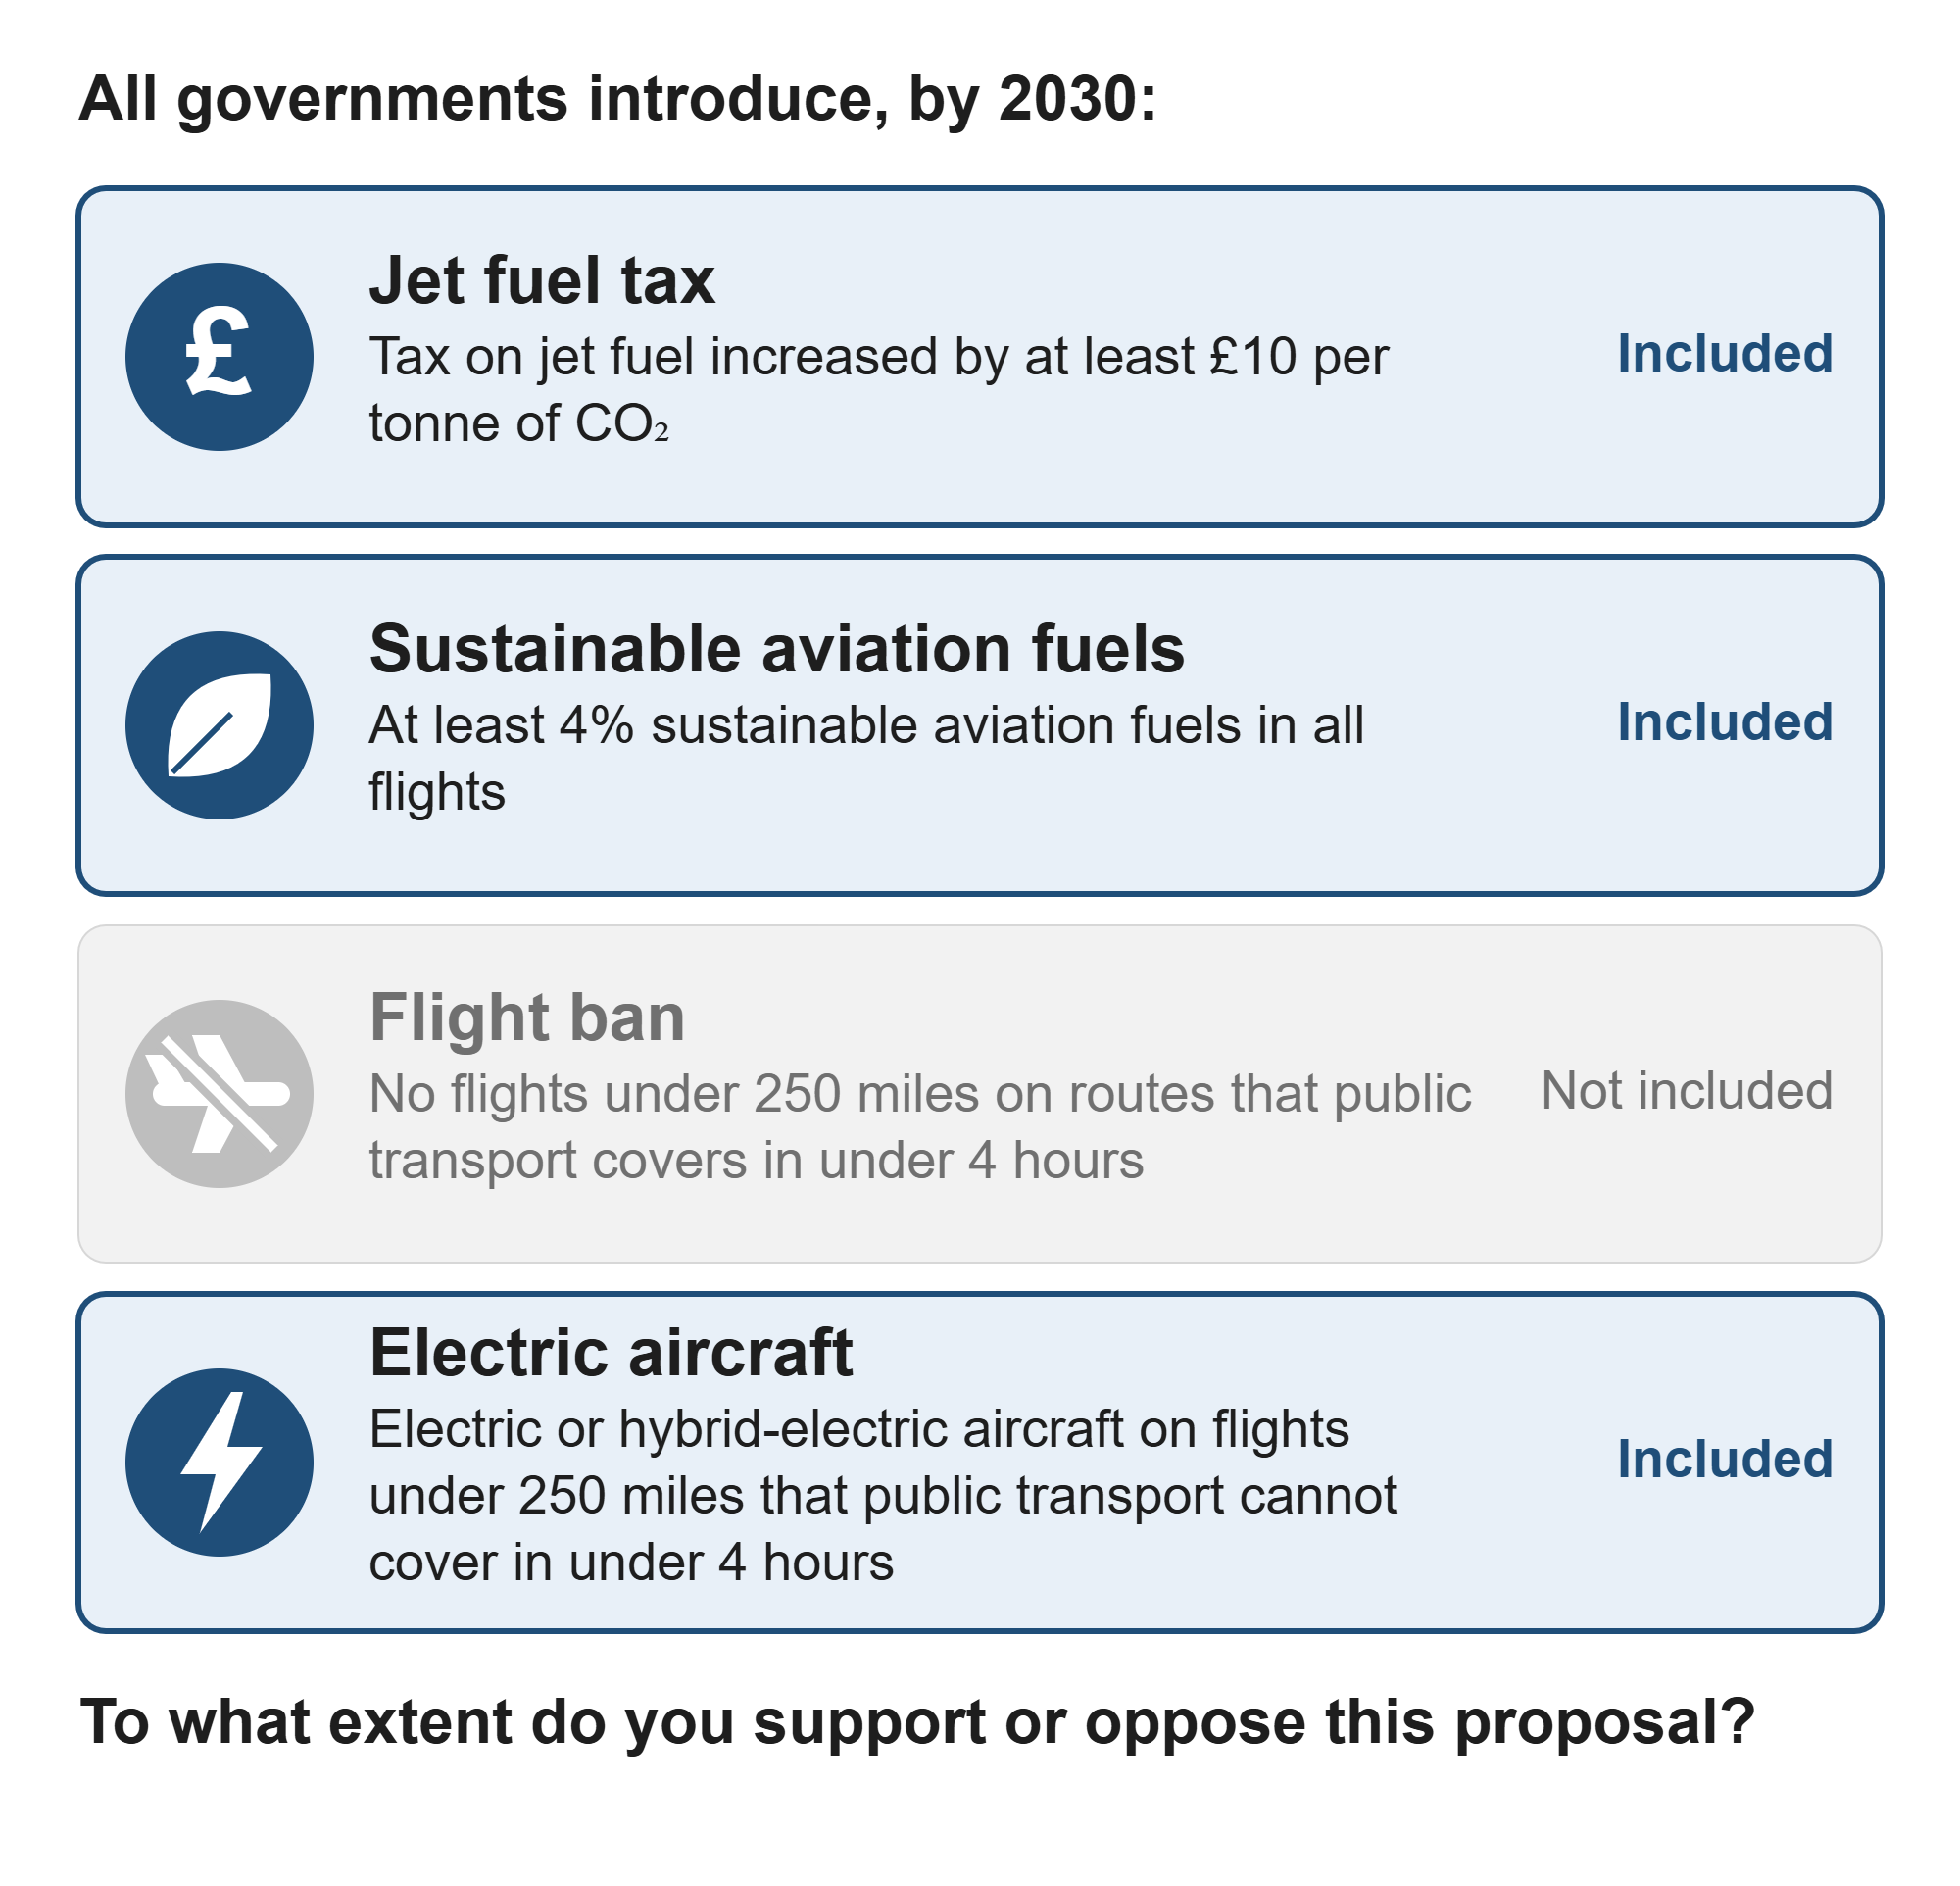 All governments introduce, by 2030:
£
Jet fuel tax
Tax on jet fuel increased by at least £10 per
tonne of CO₂
Included
Sustainable aviation fuels
At least 4% sustainable aviation fuels in all
flights
Included
Flight ban
No flights under 250 miles on routes that public
transport covers in under 4 hours
Not included
Electric aircraft
Electric or hybrid-electric aircraft on flights
under 250 miles that public transport cannot
cover in under 4 hours
Included
To what extent do you support or oppose this proposal?